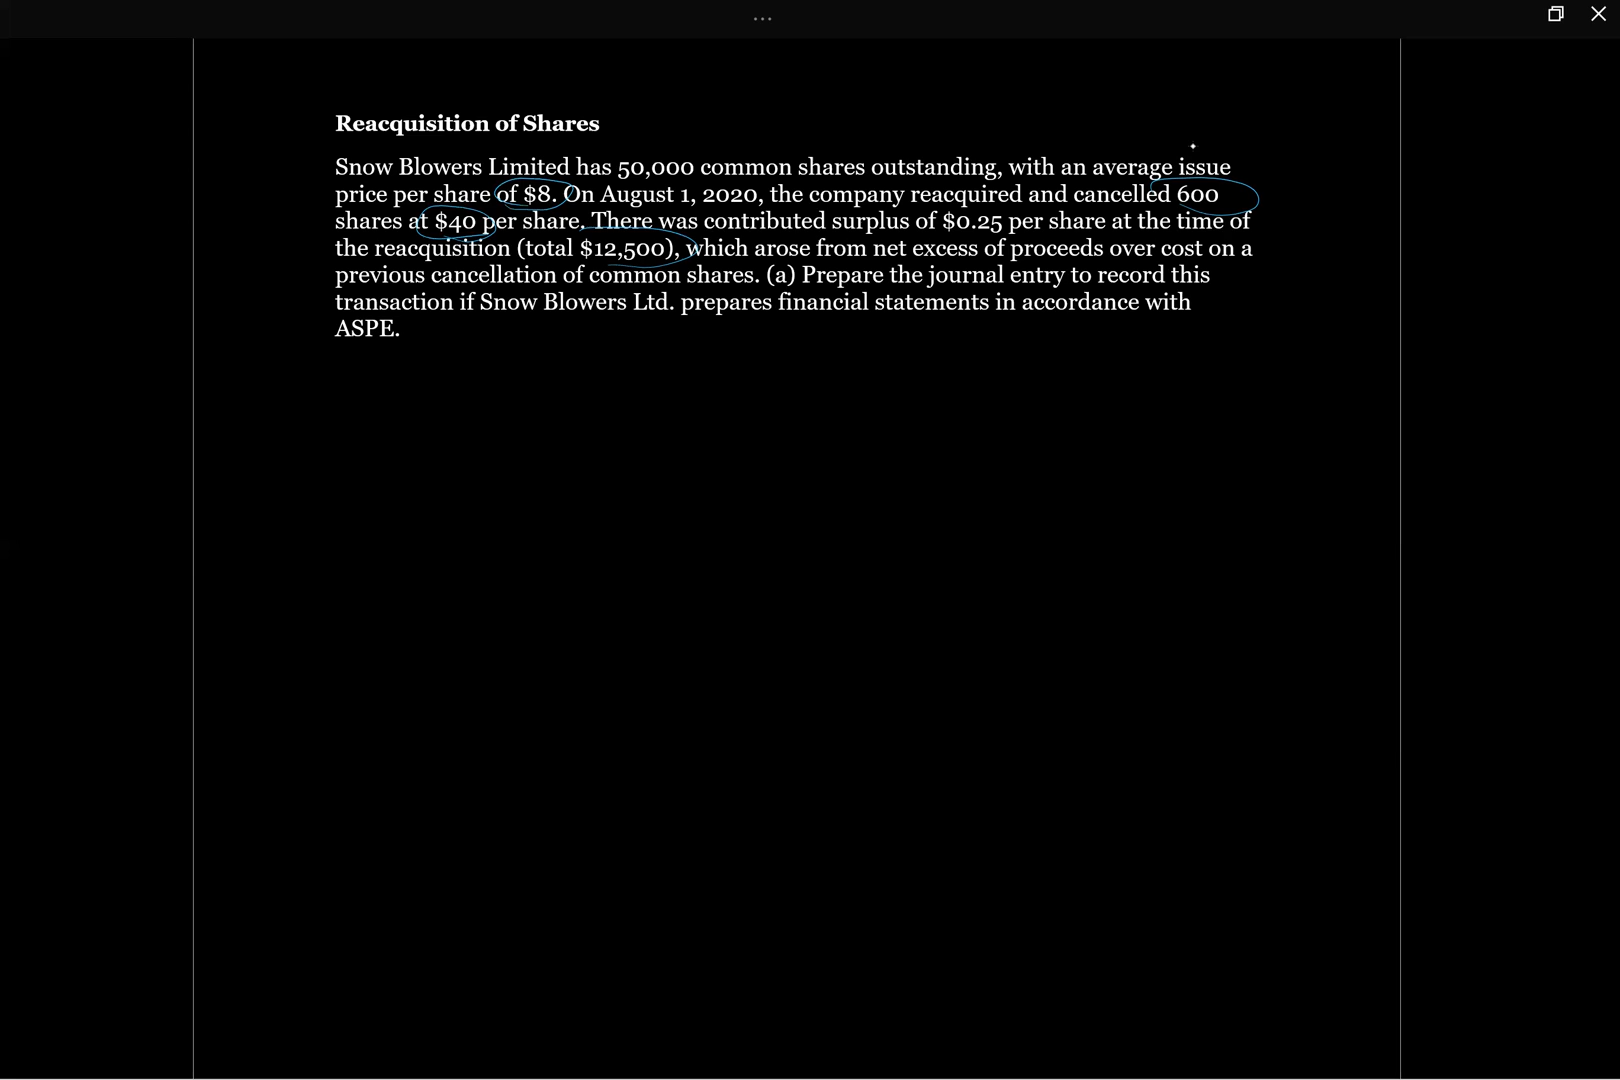 Reacquisition of Shares
Snow Blowers Limited has 50,000 common shares outstanding, with an average issue
price per share of $8. On August 1, 2020, the company reacquired and cancelled 600
shares at $40 per share. There was contributed surplus of $0.25 per share at the time of
the reacquisition (total $12,500), which arose from net excess of proceeds over cost on a
previous cancellation of common shares. (a) Prepare the journal entry to record this
transaction if Snow Blowers Ltd. prepares financial statements in accordance with
ASPE.